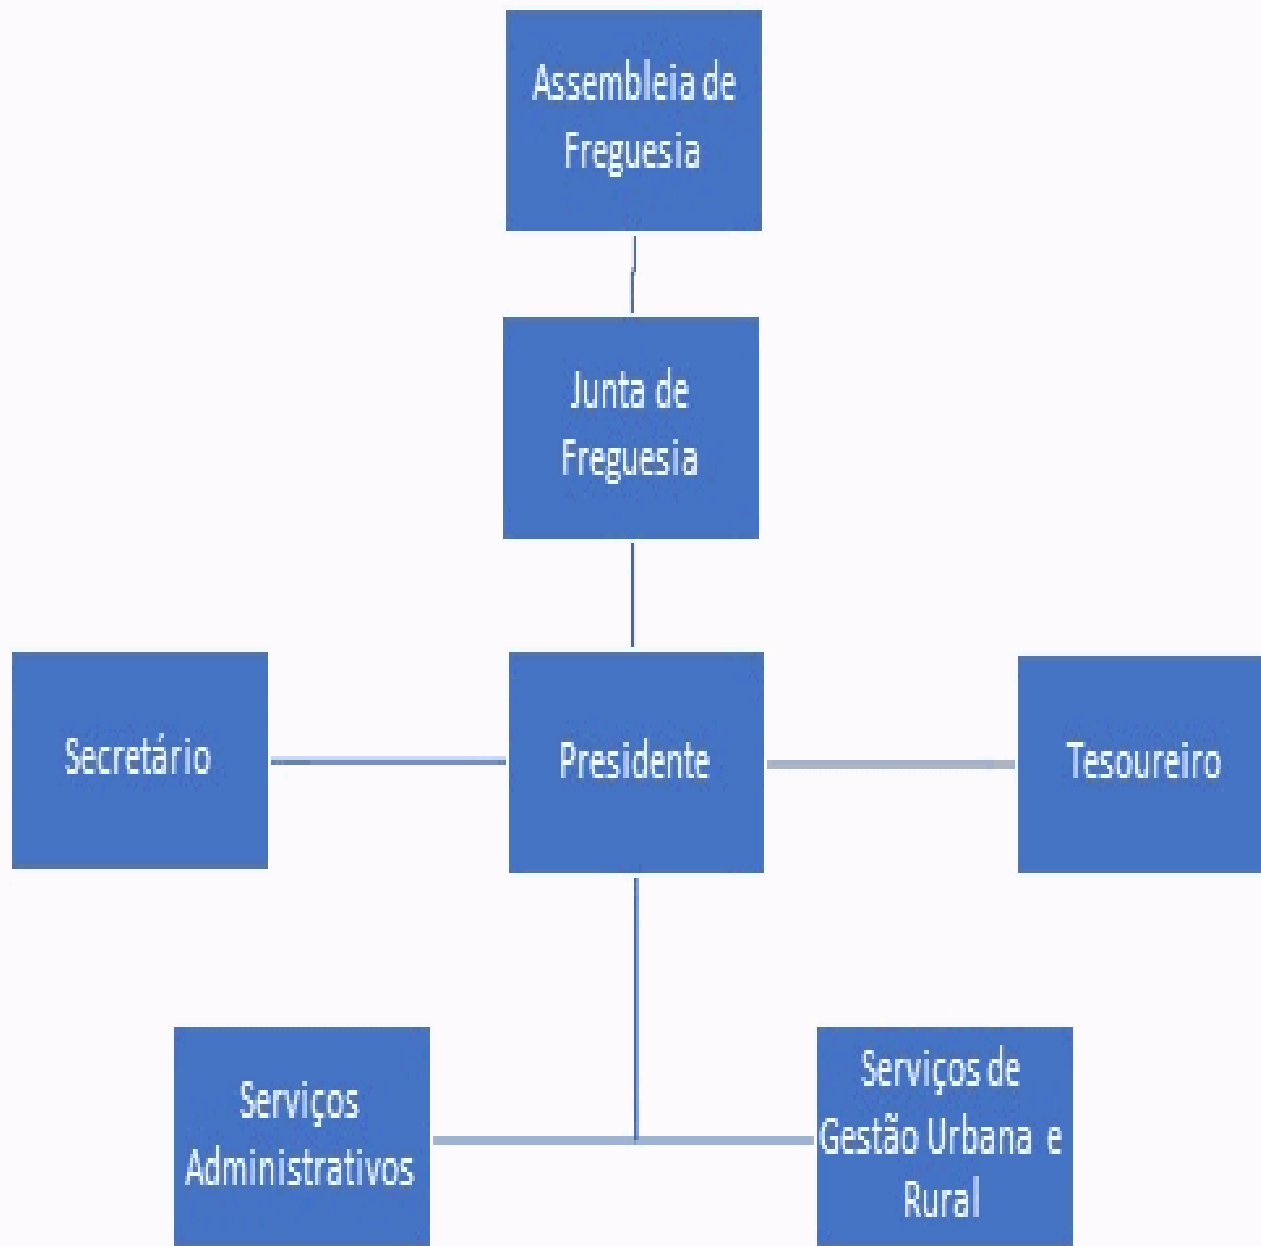 Assembleia de
Freguesia
Junta de
Freguesia
Secretário
Presidente
Tesoureiro
Serviços
Administrativos
Serviços de
Gestão Urbana e
Rural